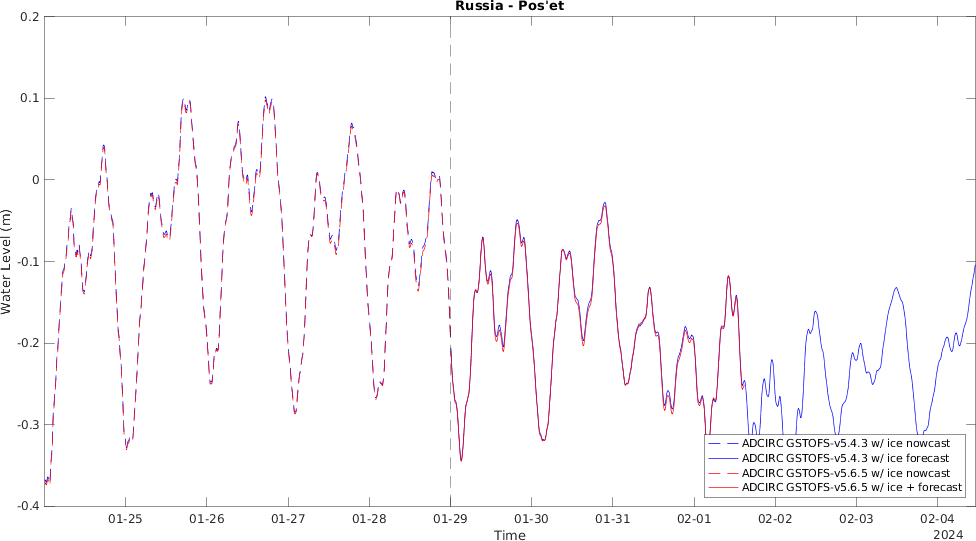 Russia - Pos'et
0.2
0.1
0
-0.1
-0.2
-0.3
-0.4
Water Level (m)
ADCIRC GSTOFS-v5.4.3 w/ ice nowcast
ADCIRC GSTOFS-v5.4.3 w/ ice forecast
ADCIRC GSTOFS-v5.6.5 w/ ice nowcast
ADCIRC GSTOFS-v5.6.5 w/ ice + forecast
01-25 01-26 01-27 01-28 01-29 01-30 01-31 02-01 02-02 02-03 02-04
Time
2024